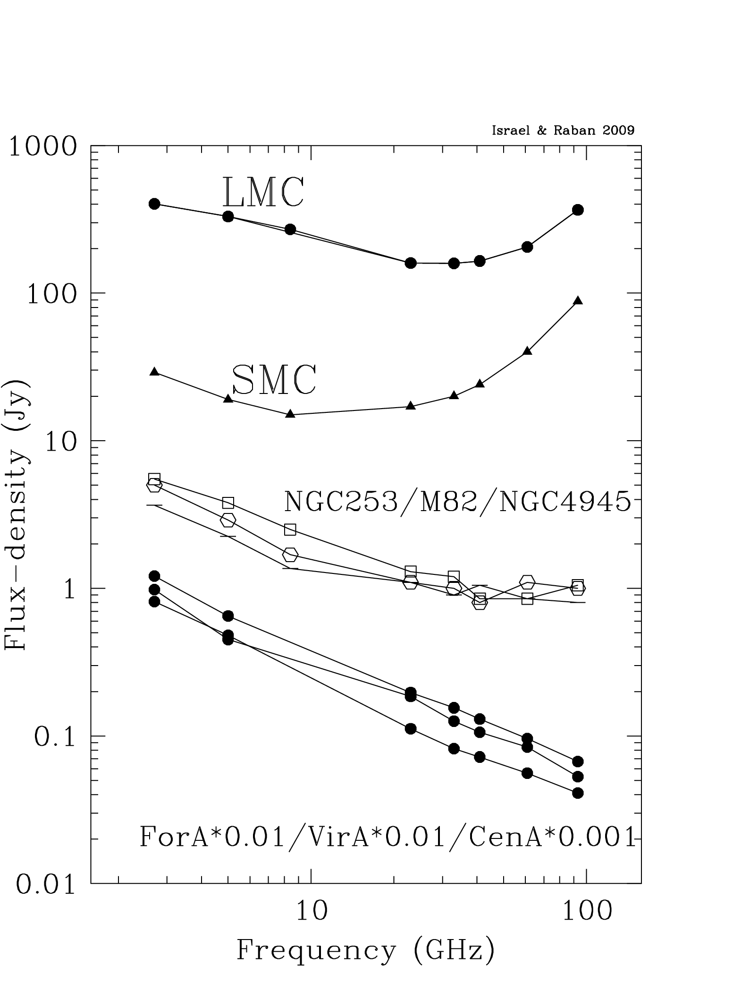 Israel & Raban 2009
1000
LMC
100
SMC
10
NGC253/M82/NGC4945
1
0.1
ForA*0.01/VirA*0.01/CenA*0.001
0.01
Flux-density (Jy)
10 100
Frequency (GHz)